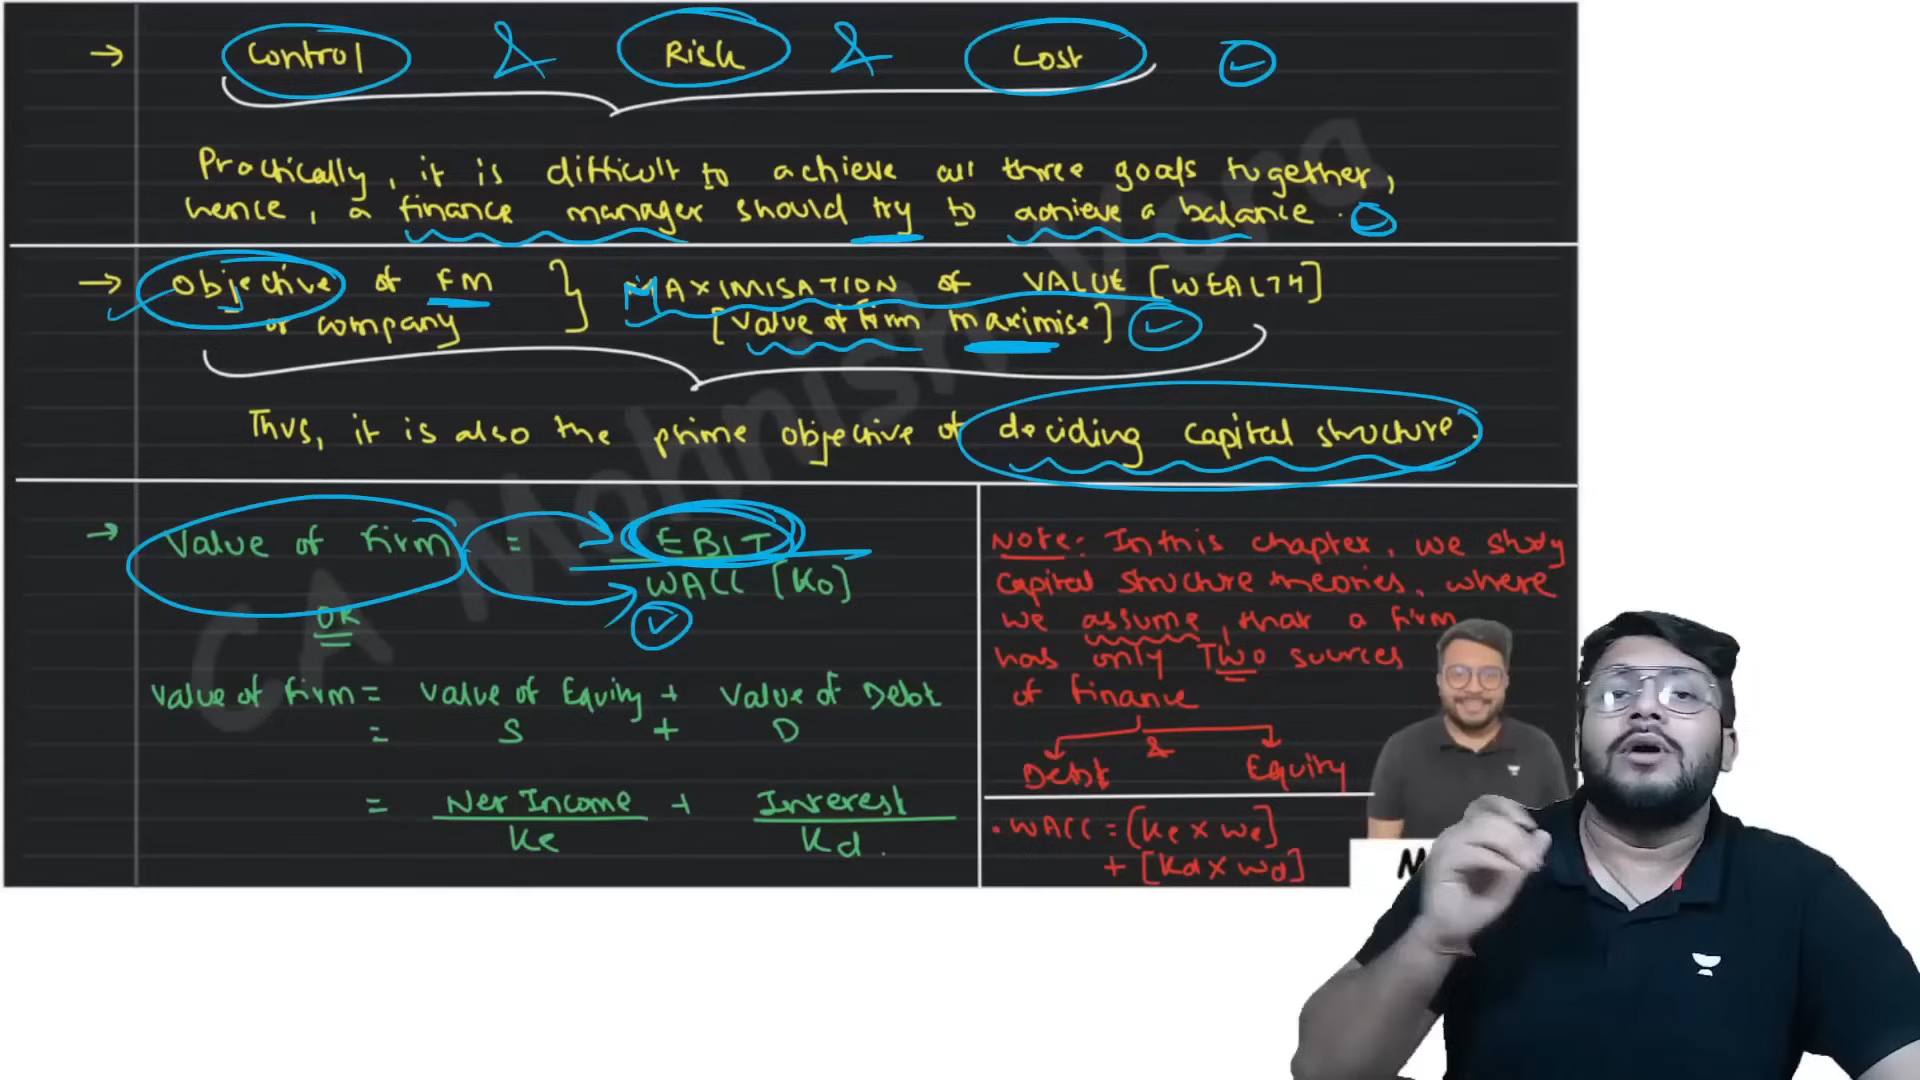 → Control & Risk & Cost
Practically, it is difficult to achieve all three goals together,
hence, a finance manager should try to achieve a balance.
→ Objective of FM } MAXIMISATION of VALUE [WEALTH]
or company [Value of firm maximise]
Thus, it is also the prime objective of deciding capital structure.
→ Value of firm = EBIT
WACC [Ko]
OR
Value of firm = Value of Equity + Value of Debt
= S + D
= Net Income + Interest
Ke Kd.
Note: In this chapter, we study
capital structure theories, where
we assume, that a firm
has only Two sources
of finance
&
Debt Equity
. WACC = [Ke x We]
+ [Kd x Wd]
CA Mohnish Vora
M